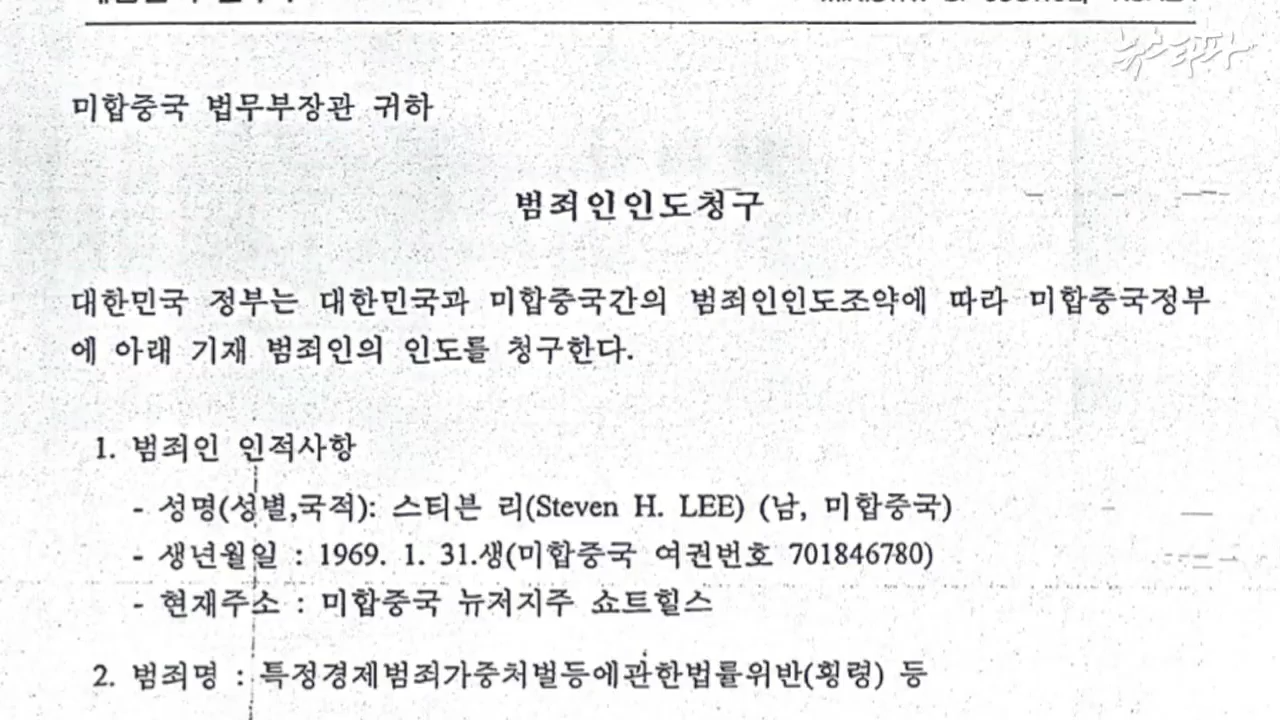 뉴스타파
미합중국 법무부장관 귀하
범죄인인도청구
대한민국 정부는 대한민국과 미합중국간의 범죄인인도조약에 따라 미합중국정부
에 아래 기재 범죄인의 인도를 청구한다.
1. 범죄인 인적사항
- 성명(성별,국적): 스티븐 리(Steven H. LEE) (남, 미합중국)
- 생년월일 : 1969. 1. 31.생(미합중국 여권번호 701846780)
- 현재주소 : 미합중국 뉴저지주 쇼트힐스
2. 범죄명 : 특정경제범죄가중처벌등에관한법률위반(횡령) 등